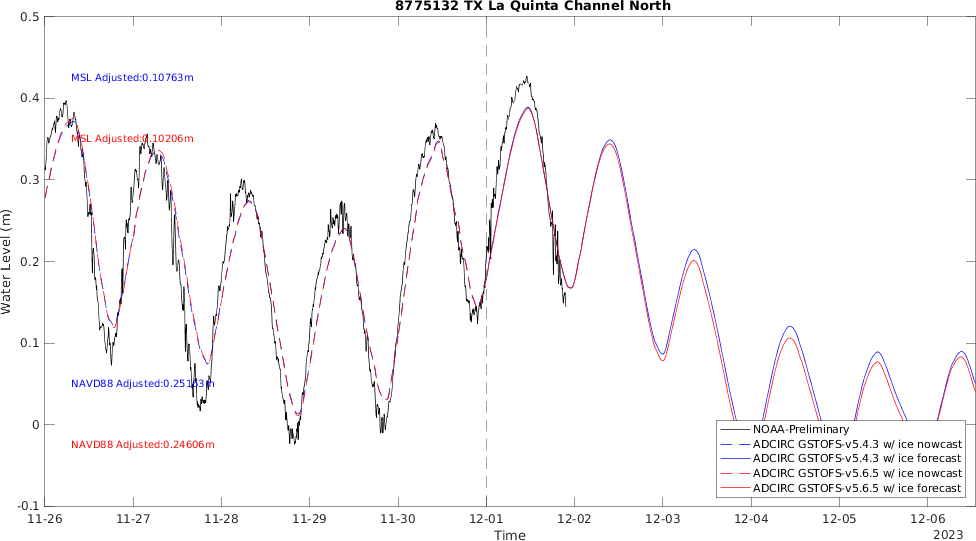 8775132 TX La Quinta Channel North
0.5
0.4
0.3
0.2
0.1
0
-0.1
Water Level (m)
MSL Adjusted:0.10763m
MSL Adjusted:0.10206m
NAVD88 Adjusted:0.25153m
NAVD88 Adjusted:0.24606m
NOAA-Preliminary
ADCIRC GSTOFS-v5.4.3 w/ ice nowcast
ADCIRC GSTOFS-v5.4.3 w/ ice forecast
ADCIRC GSTOFS-v5.6.5 w/ ice nowcast
ADCIRC GSTOFS-v5.6.5 w/ ice forecast
11-26 11-27 11-28 11-29 11-30 12-01 12-02 12-03 12-04 12-05 12-06
Time
2023